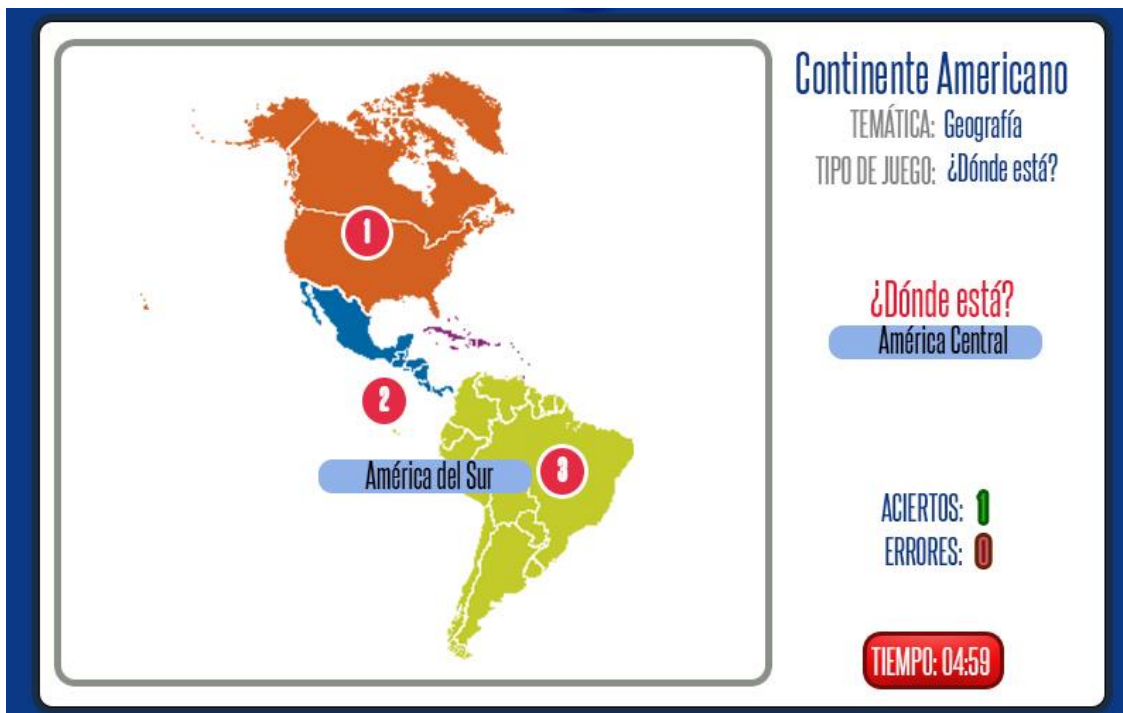 Continente Americano
TEMÁTICA: Geografía
TIPO DE JUEGO: ¿Dónde está?
1
¿Dónde está?
América Central
2
América del Sur
3
ACIERTOS: 1
ERRORES: 0
TIEMPO: 04:59